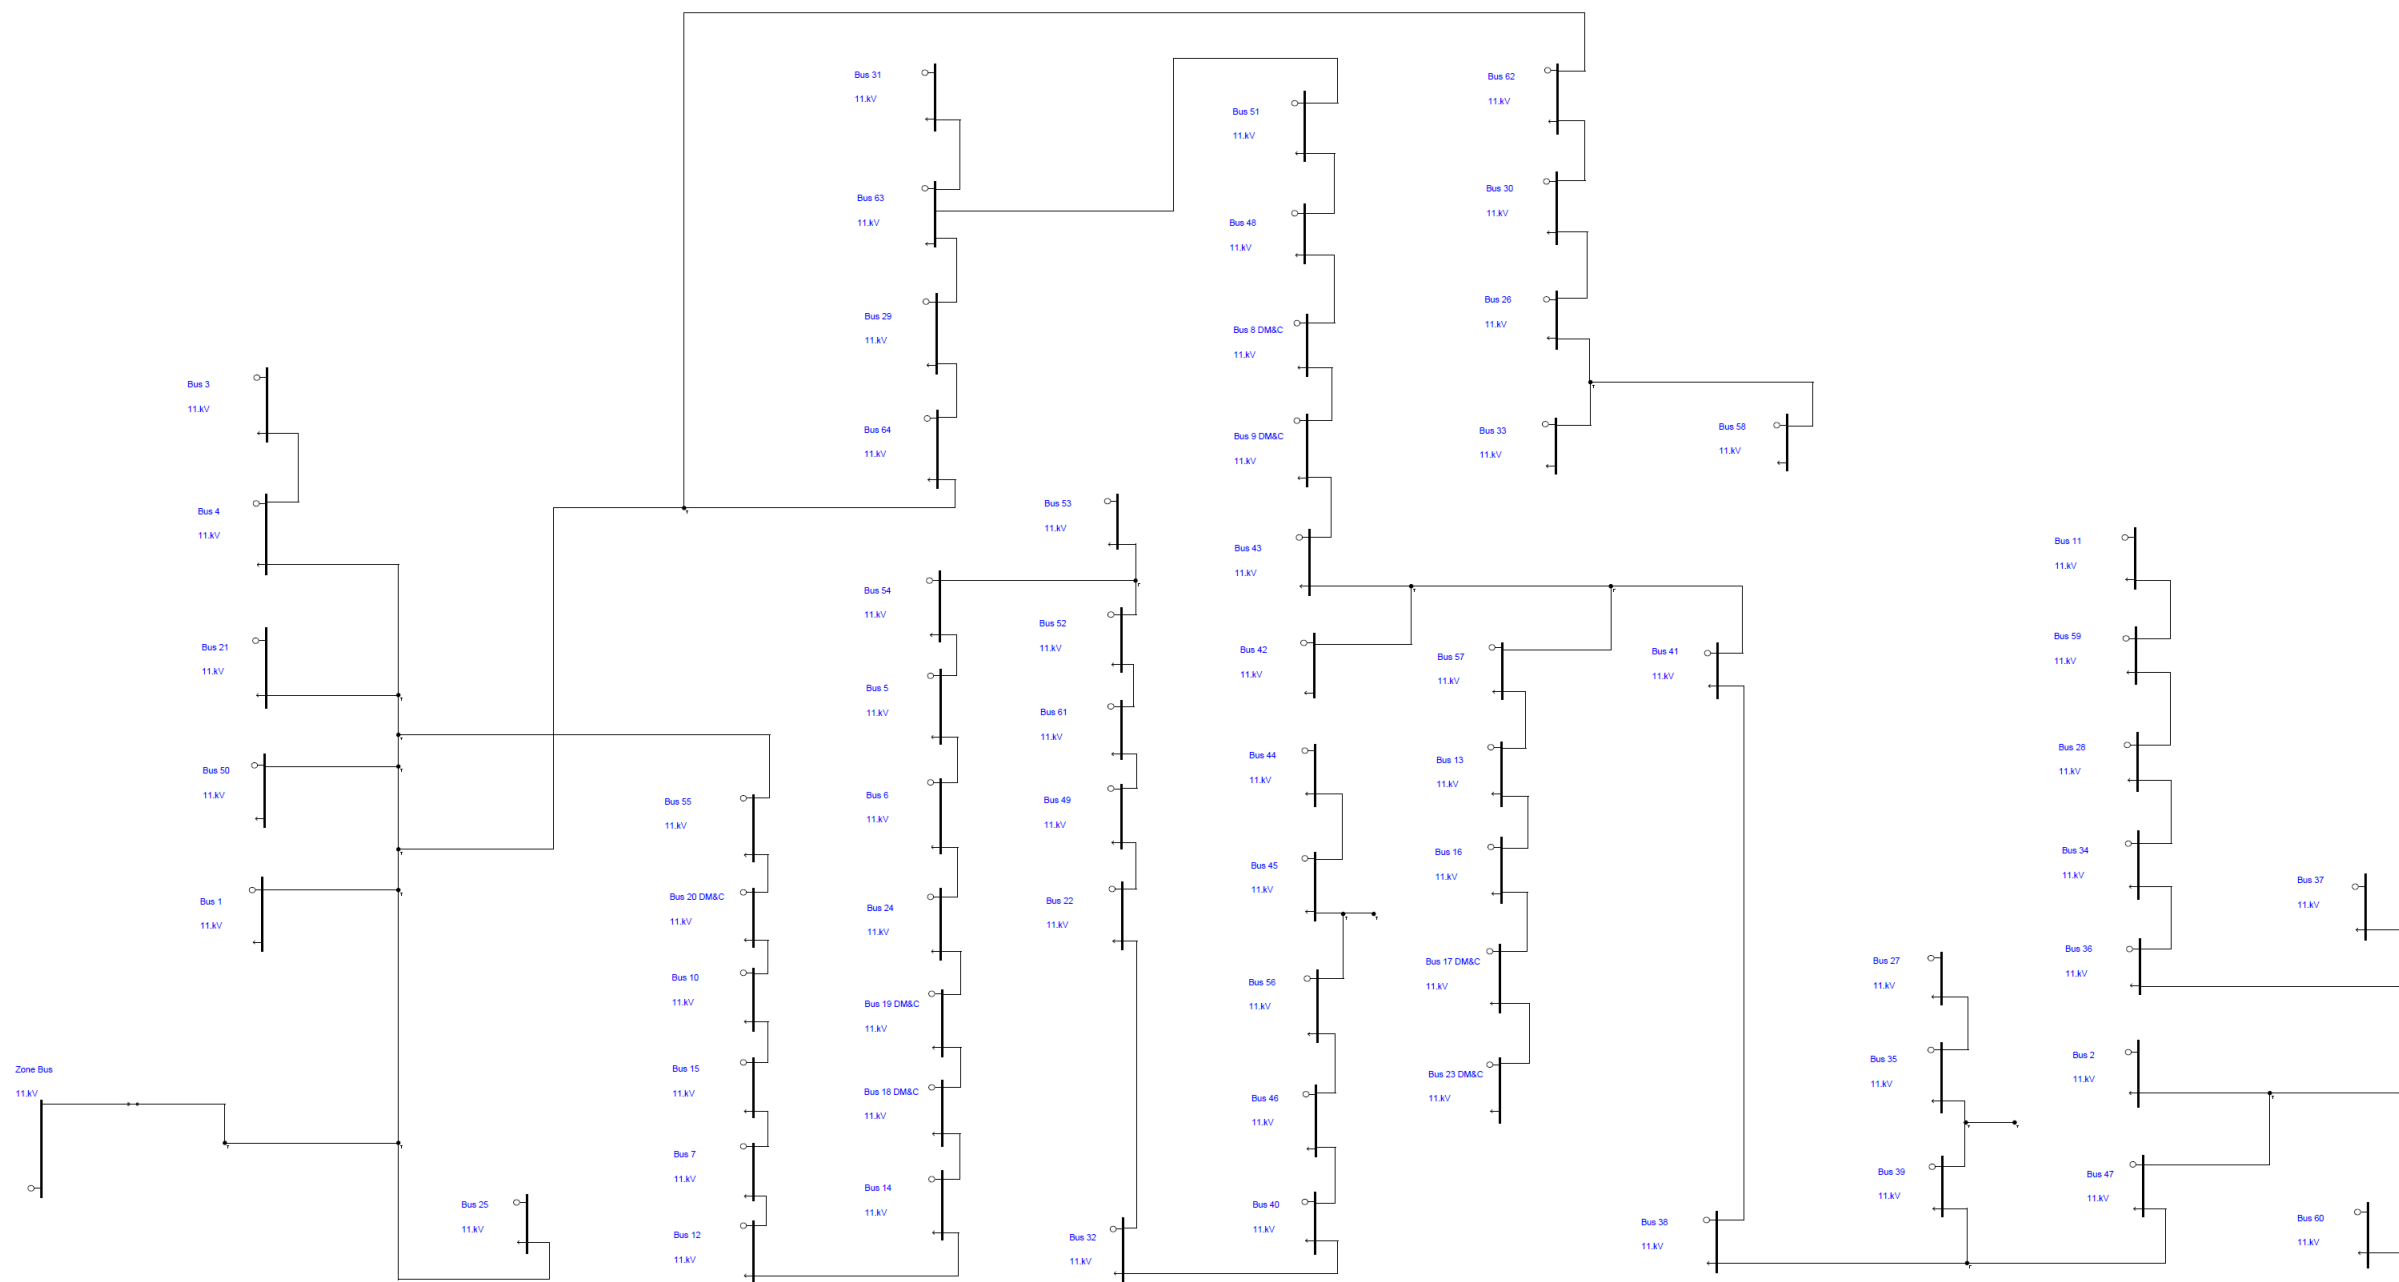 Bus 31
11.kV
Bus 62
11.kV
Bus 51
11.kV
Bus 63
11.kV
Bus 30
11.kV
Bus 48
11.kV
Bus 29
11.kV
Bus 8 DM&C
11.kV
Bus 26
11.kV
Bus 3
11.kV
Bus 64
11.kV
Bus 9 DM&C
11.kV
Bus 33
11.kV
Bus 58
11.kV
Bus 4
11.kV
Bus 53
11.kV
Bus 43
11.kV
Bus 11
11.kV
Bus 54
11.kV
Bus 52
11.kV
Bus 21
11.kV
Bus 42
11.kV
Bus 57
11.kV
Bus 41
11.kV
Bus 59
11.kV
Bus 5
11.kV
Bus 61
11.kV
Bus 50
11.kV
Bus 44
11.kV
Bus 13
11.kV
Bus 28
11.kV
Bus 55
11.kV
Bus 6
11.kV
Bus 49
11.kV
Bus 45
11.kV
Bus 16
11.kV
Bus 34
11.kV
Bus 1
11.kV
Bus 20 DM&C
11.kV
Bus 24
11.kV
Bus 22
11.kV
Bus 37
11.kV
Bus 10
11.kV
Bus 19 DM&C
11.kV
Bus 56
11.kV
Bus 17 DM&C
11.kV
Bus 27
11.kV
Bus 36
11.kV
Zone Bus
11.kV
Bus 15
11.kV
Bus 18 DM&C
11.kV
Bus 46
11.kV
Bus 23 DM&C
11.kV
Bus 35
11.kV
Bus 2
11.kV
Bus 7
11.kV
Bus 14
11.kV
Bus 39
11.kV
Bus 47
11.kV
Bus 25
11.kV
Bus 12
11.kV
Bus 32
11.kV
Bus 40
11.kV
Bus 38
11.kV
Bus 60
11.kV